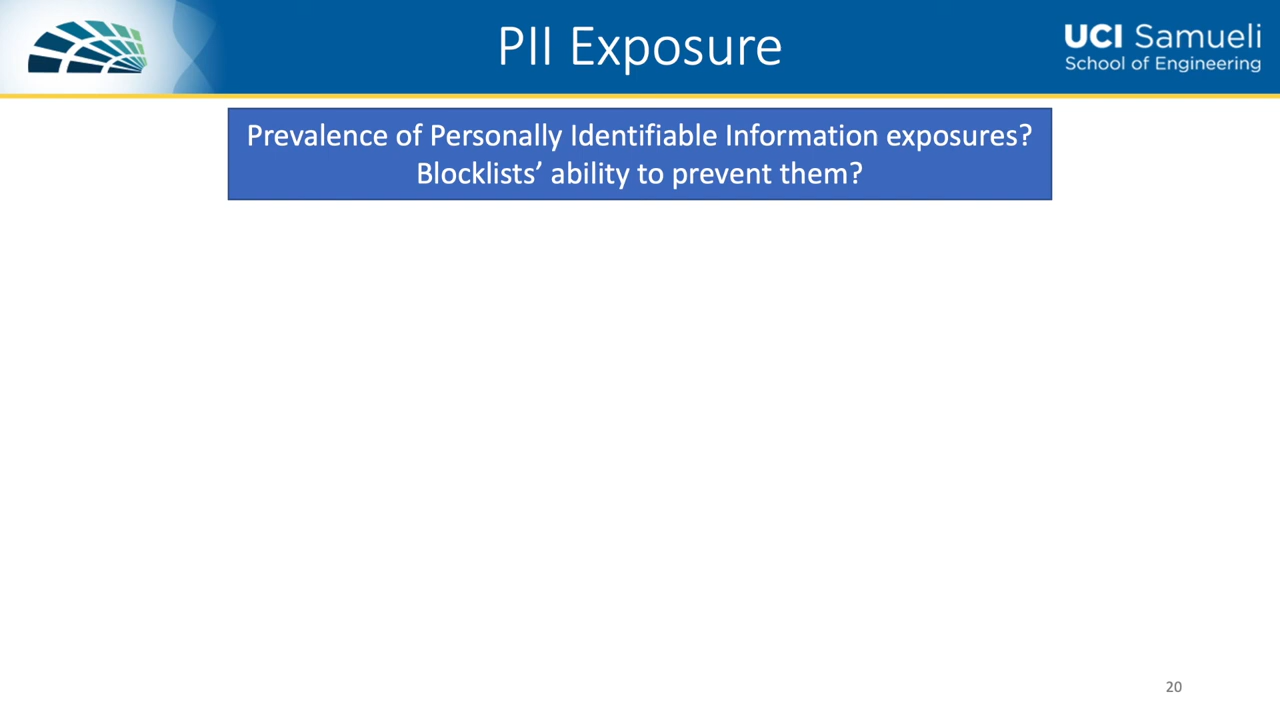 PII Exposure
UCI Samueli
School of Engineering
Prevalence of Personally Identifiable Information exposures?
Blocklists’ ability to prevent them?
20